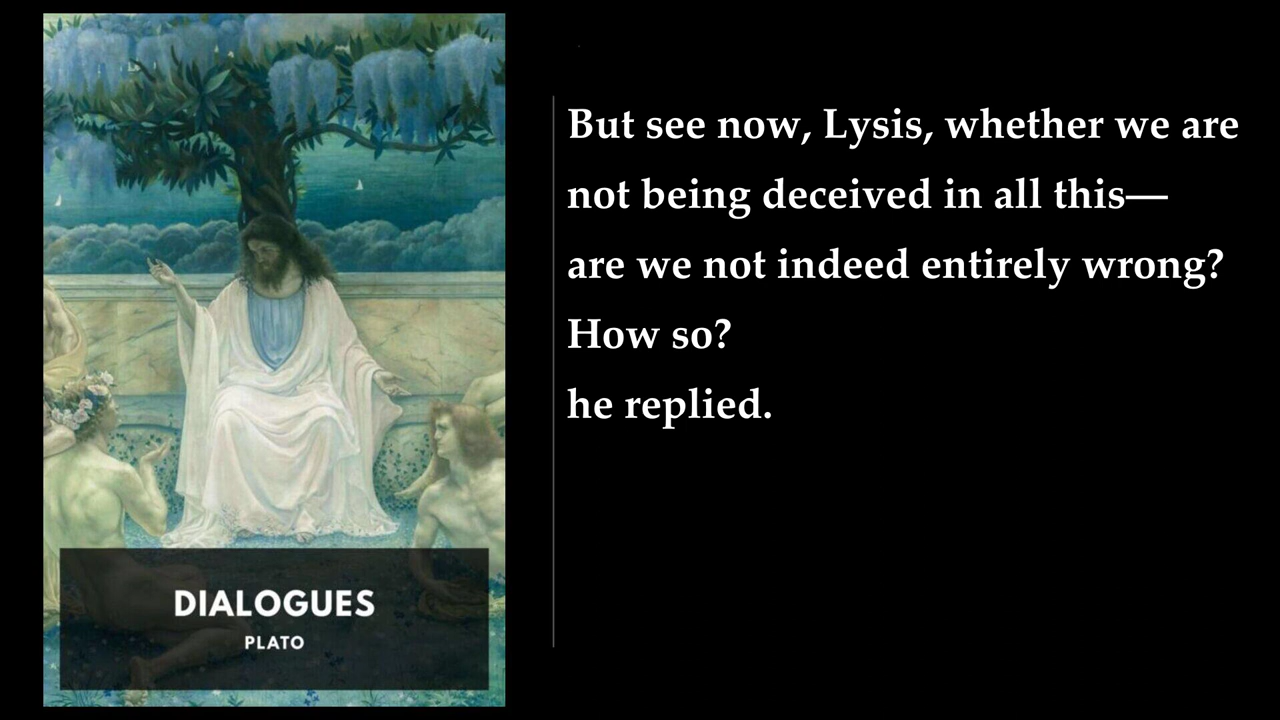 But see now, Lysis, whether we are
not being deceived in all this—
are we not indeed entirely wrong?
How so?
he replied.
DIALOGUES
PLATO